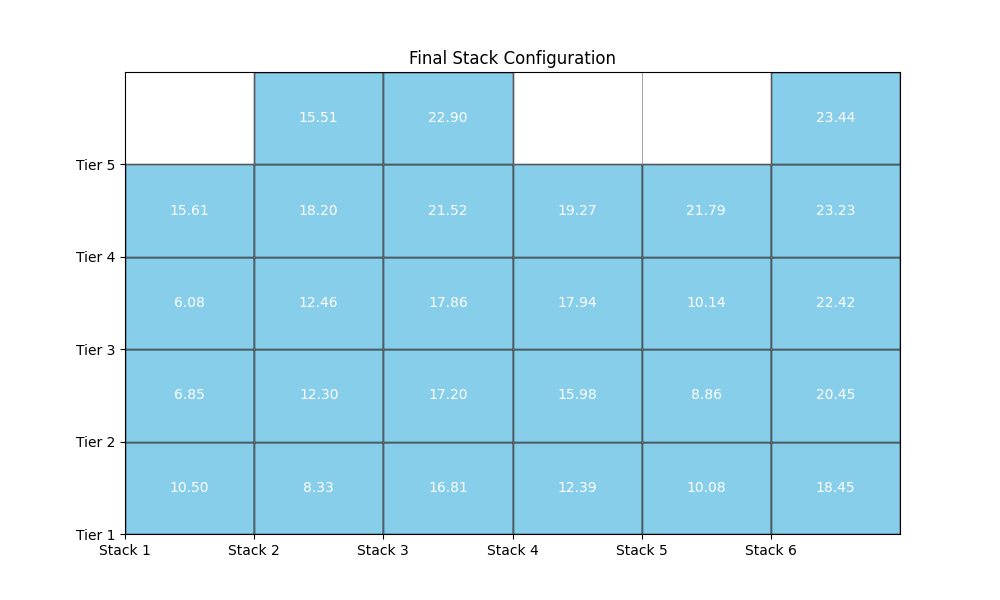 Final Stack Configuration
15.51 22.90 23.44
Tier 5
15.61 18.20 21.52 19.27 21.79 23.23
Tier 4
6.08 12.46 17.86 17.94 10.14 22.42
Tier 3
6.85 12.30 17.20 15.98 8.86 20.45
Tier 2
10.50 8.33 16.81 12.39 10.08 18.45
Tier 1
Stack 1 Stack 2 Stack 3 Stack 4 Stack 5 Stack 6